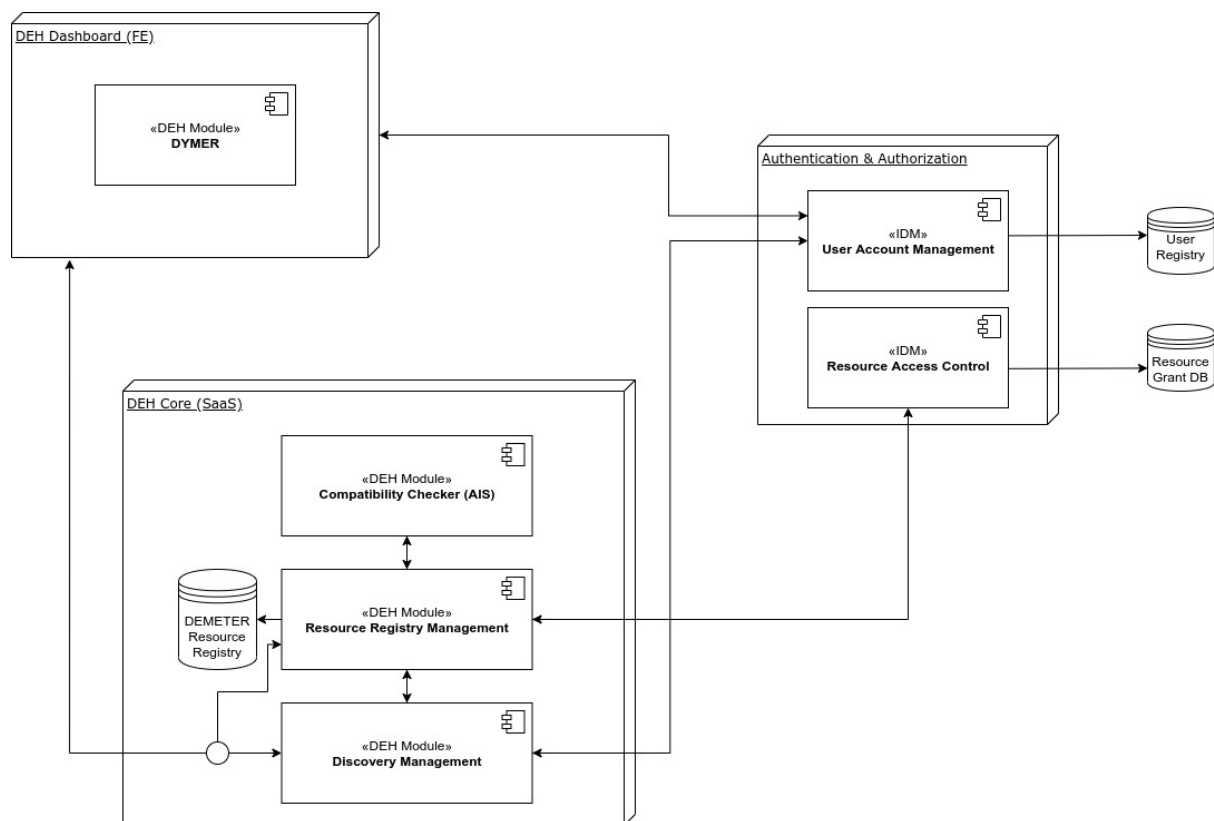 DEH Dashboard (FE)
«DEH Module»
DYMER
Authentication & Authorization
«IDM»
User Account Management
User
Registry
«IDM»
Resource Access Control
Resource
Grant DB
DEH Core (SaaS)
«DEH Module»
Compatibility Checker (AIS)
«DEH Module»
Resource Registry Management
DEMETER
Resource
Registry
«DEH Module»
Discovery Management